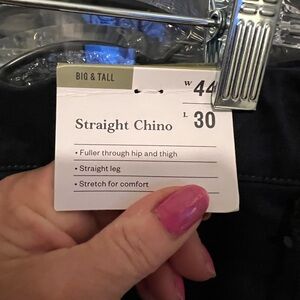 BIG & TALL
W 44
Straight Chino
L 30
• Fuller through hip and thigh
• Straight leg
• Stretch for comfort